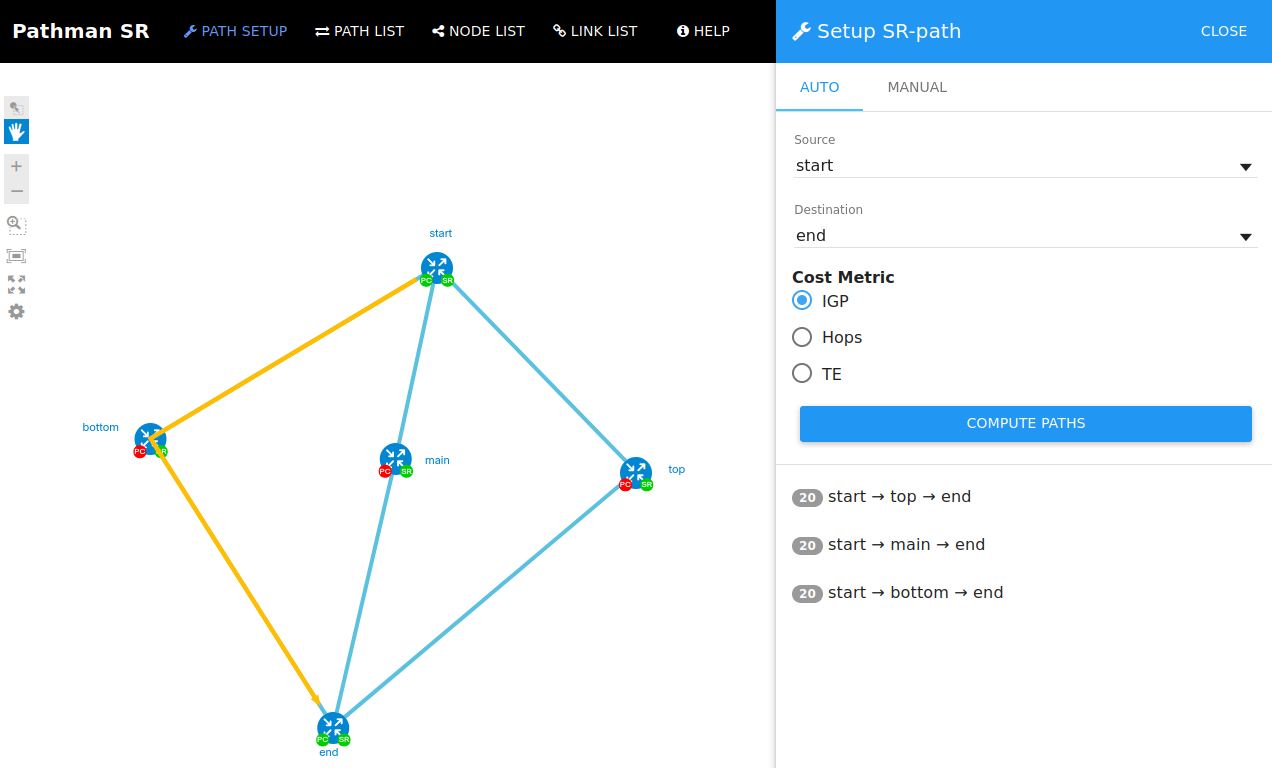 Pathman SR
PATH SETUP
PATH LIST
NODE LIST
LINK LIST
HELP
Setup SR-path
CLOSE
AUTO
MANUAL
Source
start
Destination
end
Cost Metric
IGP
Hops
TE
COMPUTE PATHS
20 start → top → end
20 start → main → end
20 start → bottom → end
start
PC SR
bottom
PC R
main
PC SR
top
PC SR
PC SR
end